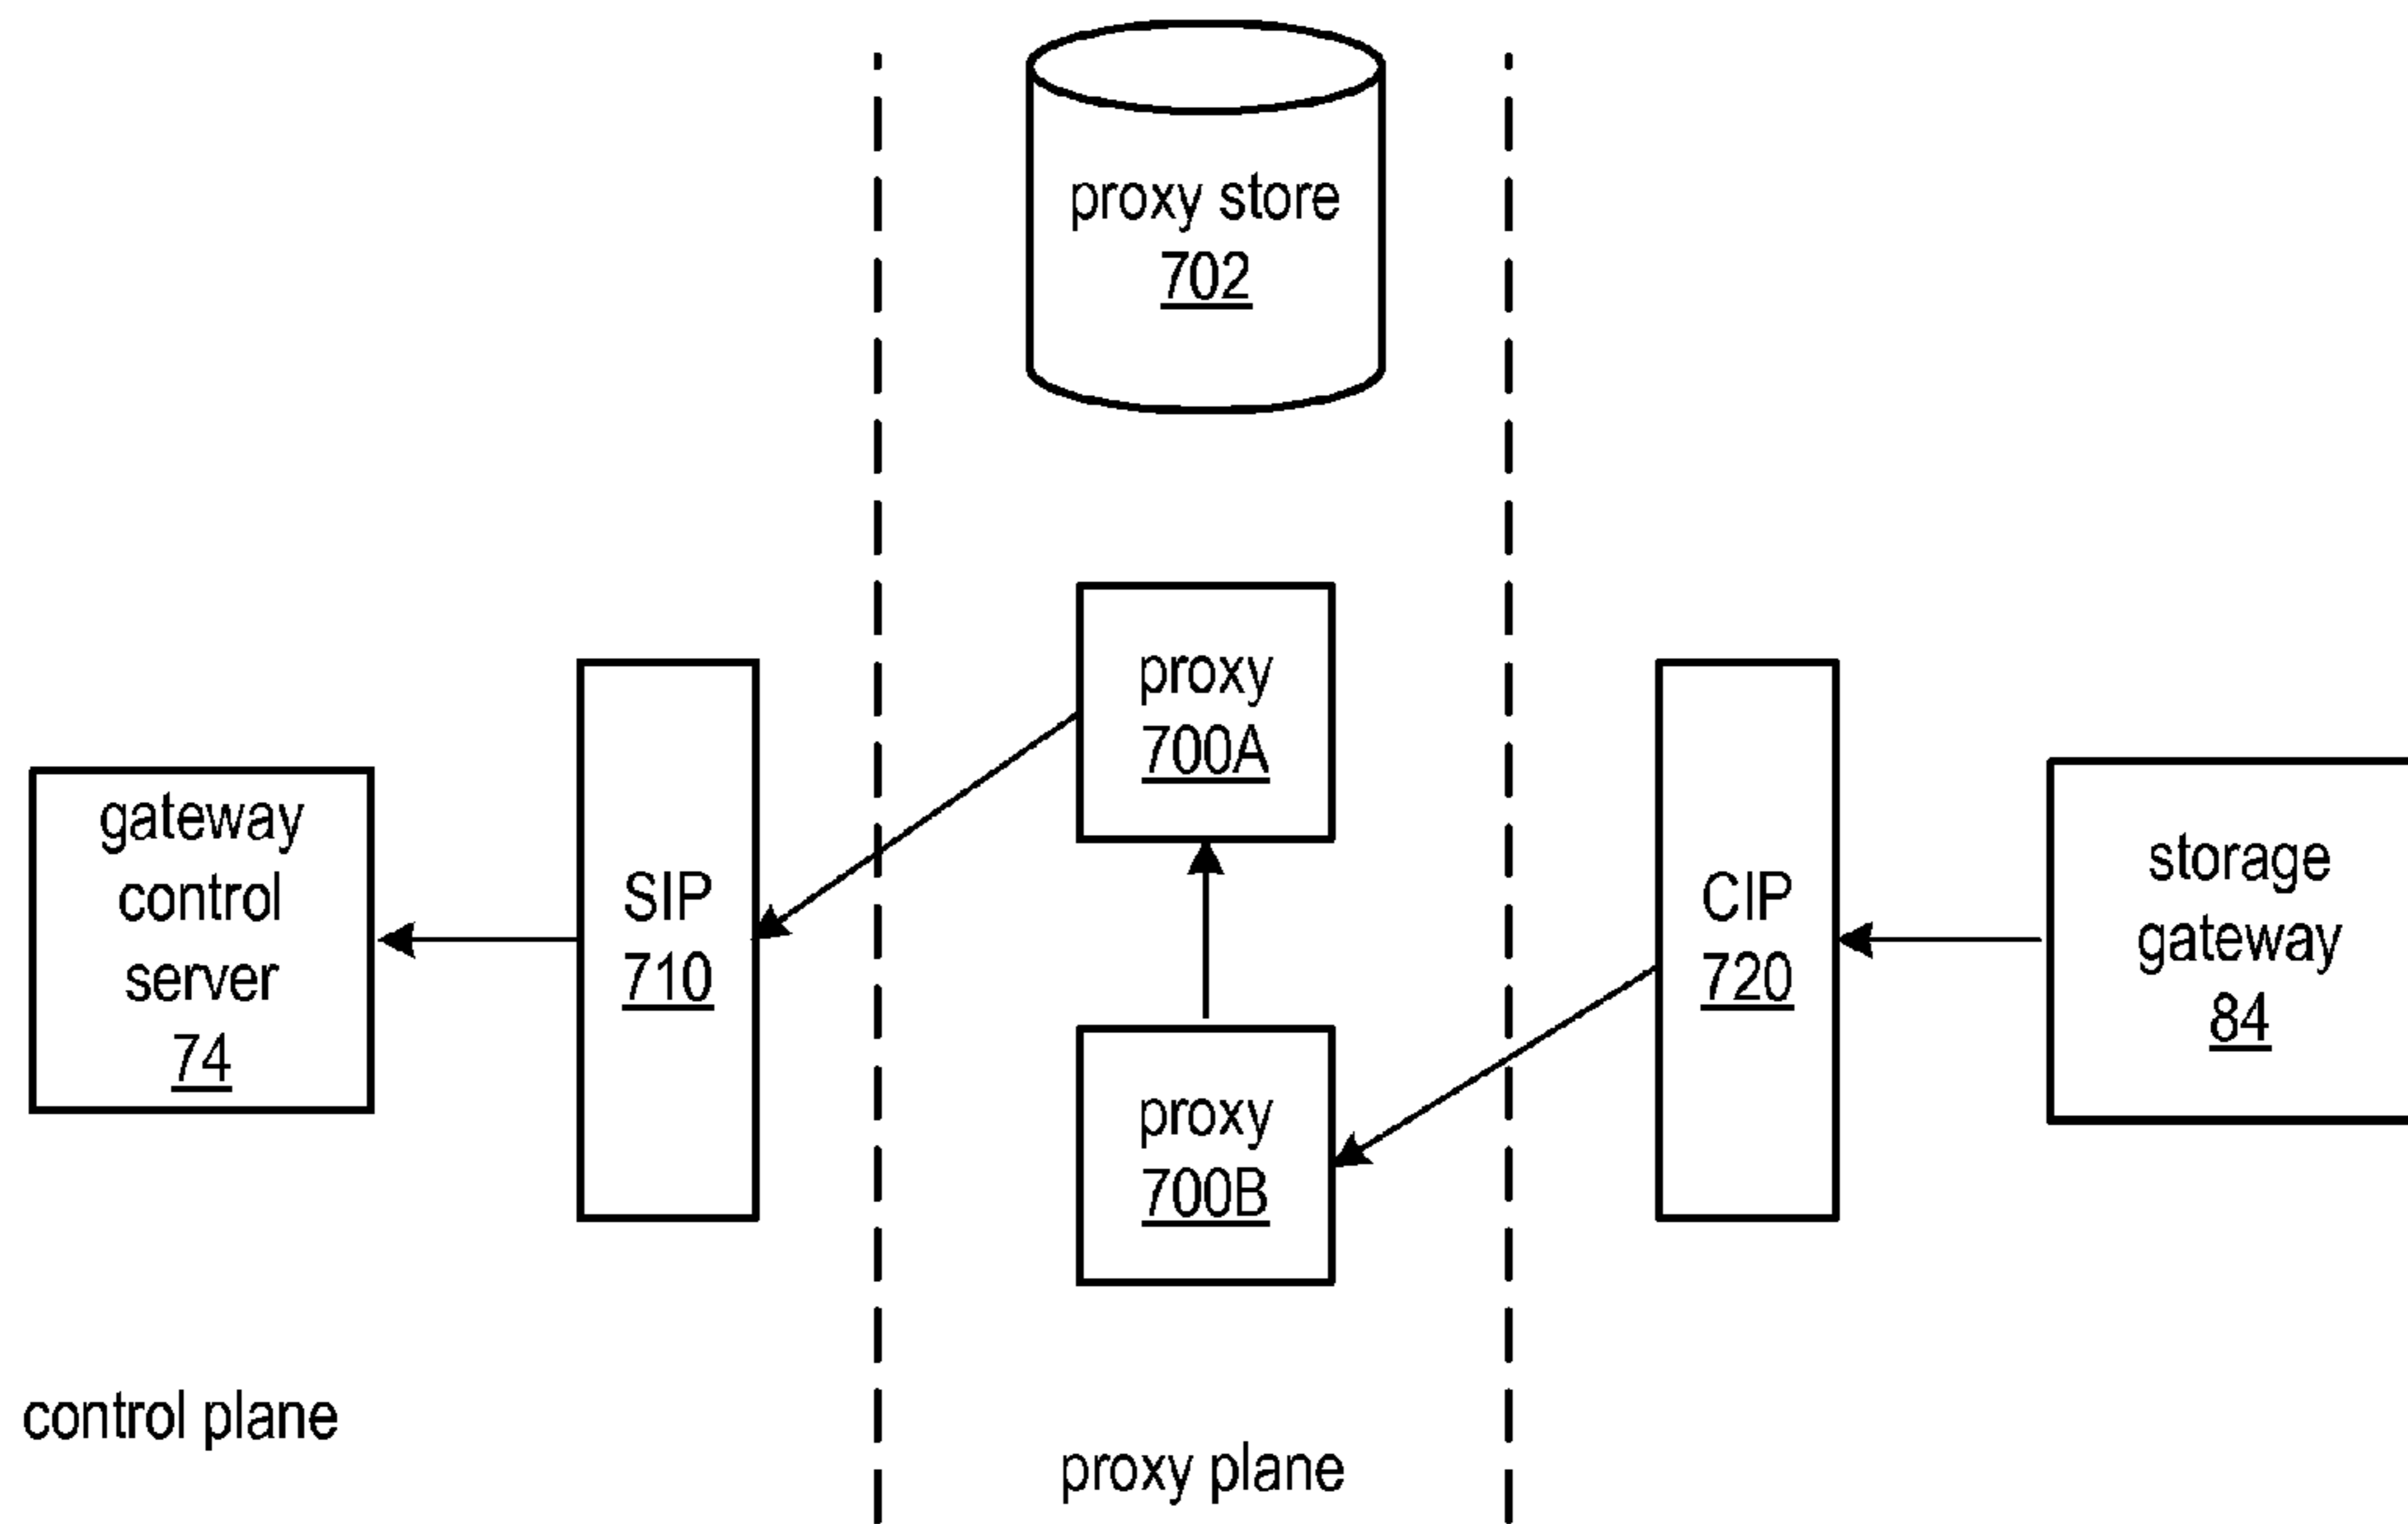 proxy store
702
proxy
700A
gateway
control
server
74
SIP
710
CIP
720
storage
gateway
84
proxy
700B
control plane
proxy plane